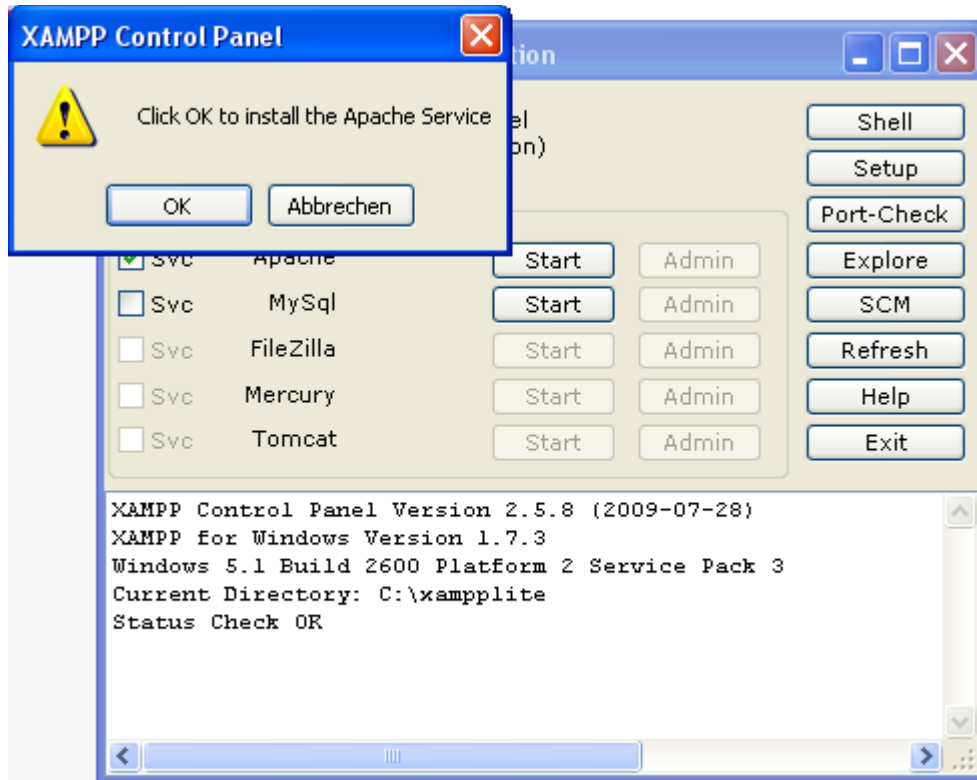 XAMPP Control Panel
Click OK to install the Apache Service
OK
Abbrechen
tion
el
on)
Shell
Setup
Port-Check
Svc Apache Start Admin Explore
Svc MySql Start Admin SCM
Svc FileZilla Start Admin Refresh
Svc Mercury Start Admin Help
Svc Tomcat Start Admin Exit
XAMPP Control Panel Version 2.5.8 (2009-07-28)
XAMPP for Windows Version 1.7.3
Windows 5.1 Build 2600 Platform 2 Service Pack 3
Current Directory: C:\xampplite
Status Check OK